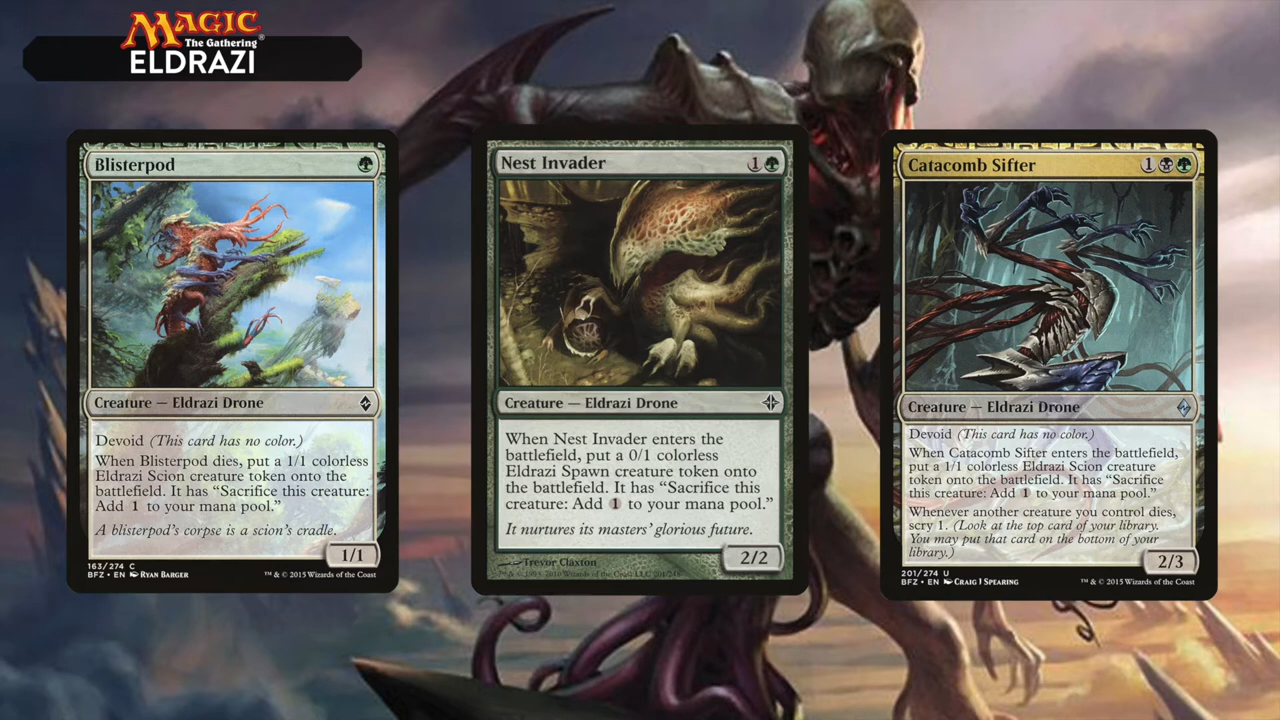 MAGIC
The Gathering®
ELDRAZI
Blisterpod
Creature — Eldrazi Drone
Devoid (This card has no color.)
When Blisterpod dies, put a 1/1 colorless
Eldrazi Scion creature token onto the
battlefield. It has “Sacrifice this creature:
Add 1 to your mana pool.”
A blisterpod's corpse is a scion's cradle.
1/1
163/274 C
BFZ • EN Ryan Barger
™ & © 2015 Wizards of the Coast
Nest Invader 1
Creature — Eldrazi Drone
When Nest Invader enters the
battlefield, put a 0/1 colorless
Eldrazi Spawn creature token onto
the battlefield. It has “Sacrifice this
creature: Add 1 to your mana pool.”
It nurtures its masters' glorious future.
2/2
Trevor Claxton
Catacomb Sifter 1
Creature — Eldrazi Drone
Devoid (This card has no color.)
When Catacomb Sifter enters the battlefield,
put a 1/1 colorless Eldrazi Scion creature
token onto the battlefield. It has “Sacrifice
this creature: Add 1 to your mana pool.”
Whenever another creature you control dies,
scry 1. (Look at the top card of your library.
You may put that card on the bottom of your
library.)
2/3
201/274 U
BFZ • EN Craig J Spearing
™ & © 2015 Wizards of the Coast